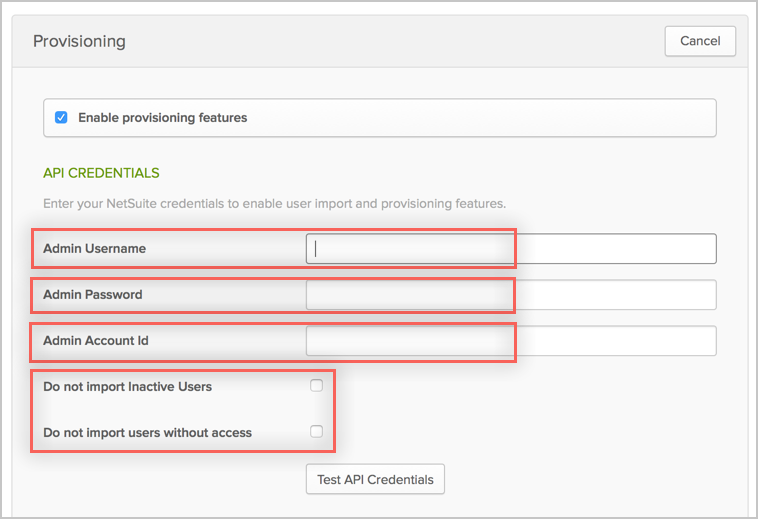 Provisioning
Cancel
Enable provisioning features
API CREDENTIALS
Enter your NetSuite credentials to enable user import and provisioning features.
Admin Username
Admin Password
Admin Account Id
Do not import Inactive Users
Do not import users without access
Test API Credentials